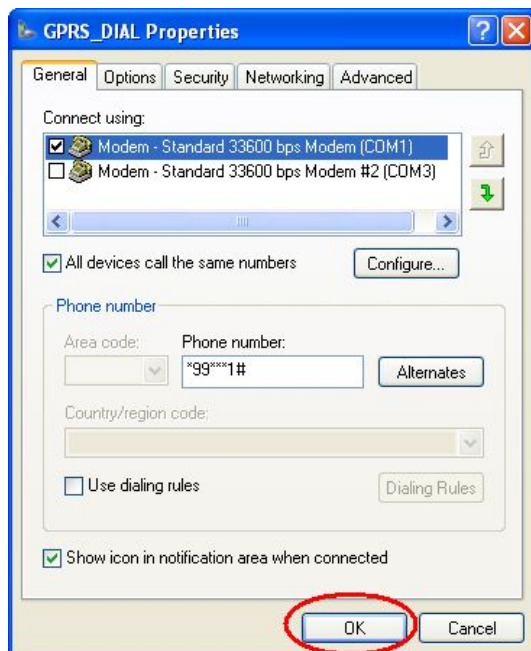 GPRS_DIAL Properties
General Options Security Networking Advanced
Connect using:
Modem - Standard 33600 bps Modem (COM1)
Modem - Standard 33600 bps Modem #2 (COM3)
All devices call the same numbers Configure...
Phone number
Area code: Phone number:
*99***1# Alternates
Country/region code:
Use dialing rules Dialing Rules
Show icon in notification area when connected
OK Cancel